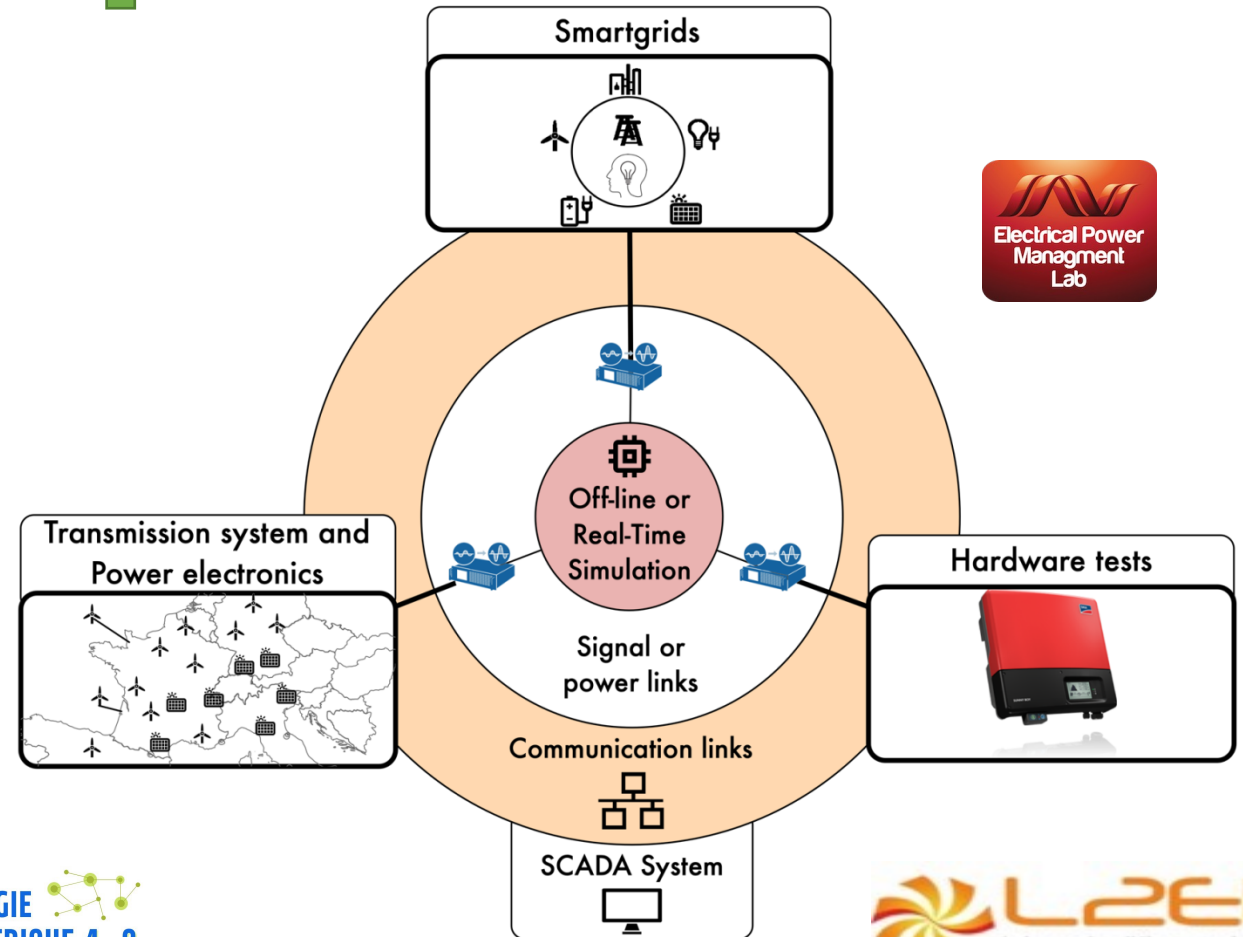 Smartgrids
Electrical Power
Managment
Lab
Off-line or
Real-Time
Simulation
Transmission system and
Power electronics
Hardware tests
Signal or
power links
Communication links
SCADA System
L2E